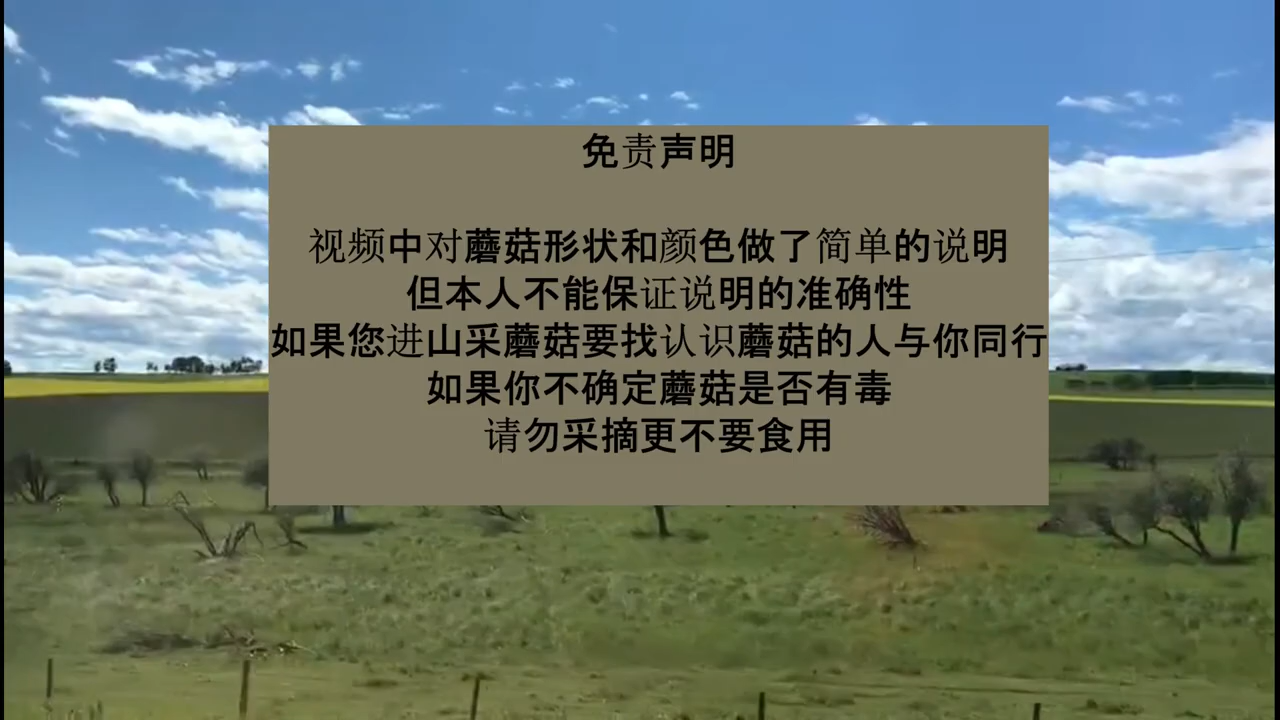 免责声明
视频中对蘑菇形状和颜色做了简单的说明
但本人不能保证说明的准确性
如果您进山采蘑菇要找认识蘑菇的人与你同行
如果你不确定蘑菇是否有毒
请勿采摘更不要食用